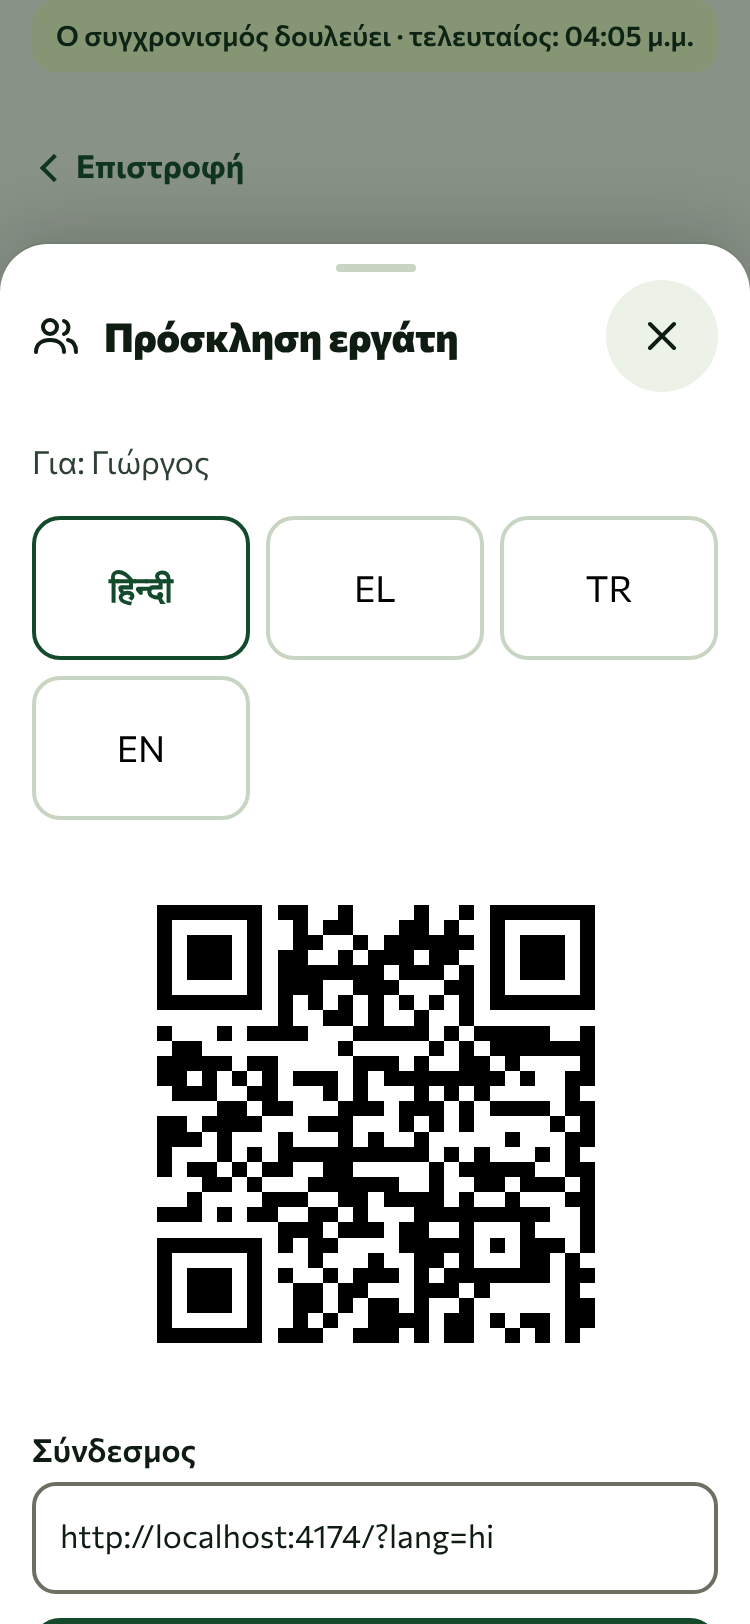 Ο συγχρονισμός δουλεύει · τελευταίος: 04:05 μ.μ.
Επιστροφή
Πρόσκληση εργάτη
Για: Γιώργος
हिन्दी
EL
TR
EN
Σύνδεσμος
http://localhost:4174/?lang=hi